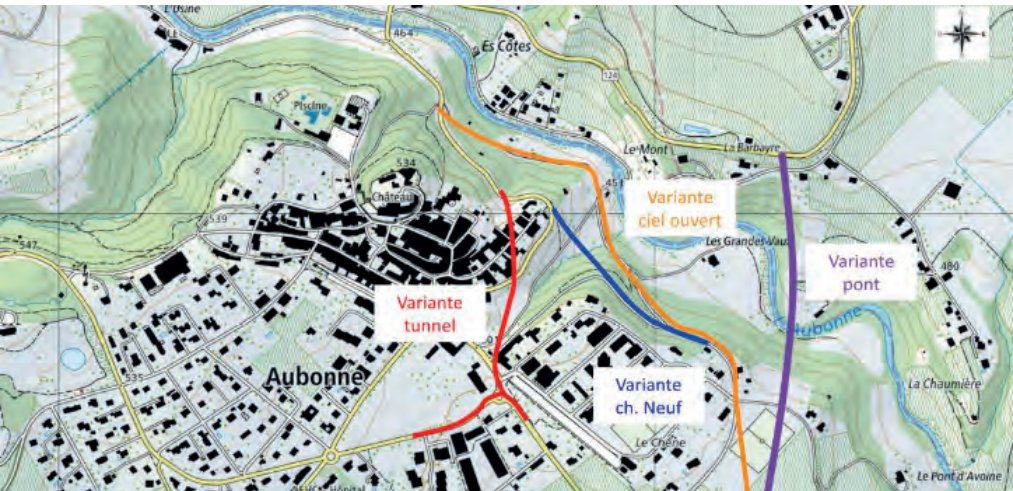 L'Usine
464
Es Côtes
124
Piscine
La Barbayre
Le Mont
534
451
Château
Variante
ciel ouvert
539
547
Les Grandes-Vaux
480
Variante
pont
Variante
tunnel
Aubonne
535
Aubonne
Variante
ch. Neuf
La Chaumière
Le Chêne
Hôpital
Le Pont d'Avoine